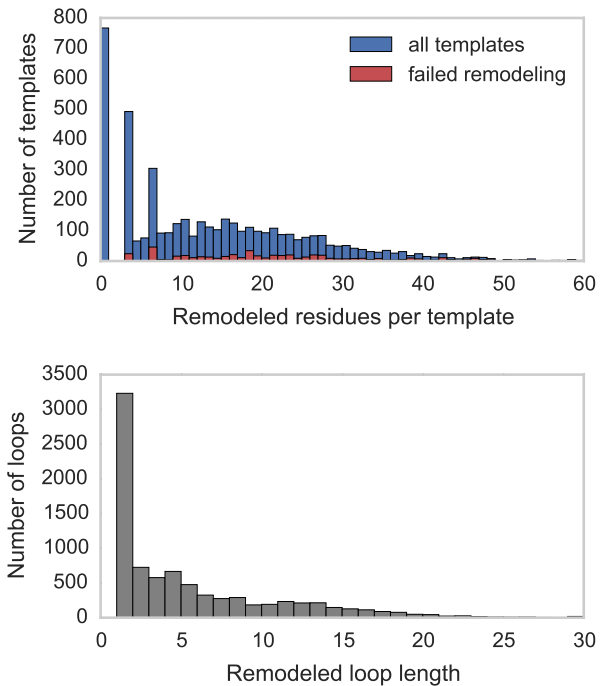 800
700
600
500
400
300
200
100
0
Number of templates
all templates
failed remodeling
0 10 20 30 40 50 60
Remodeled residues per template
3500
3000
2500
2000
1500
1000
500
0
Number of loops
0 5 10 15 20 25 30
Remodeled loop length